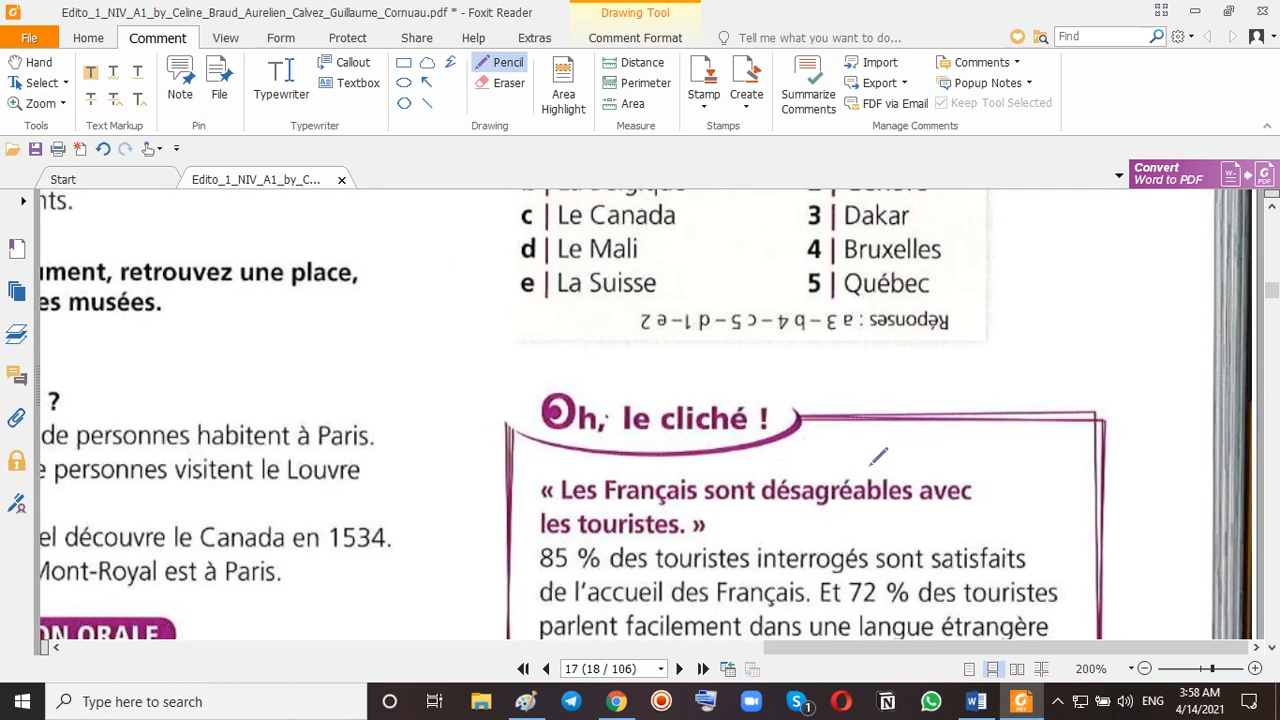 Edito_1_NIV_A1_by_Celine_Braud_Aurelien_Calvez_Guillaume_Cornuau.pdf * - Foxit Reader
Drawing Tool
File Home Comment View Form Protect Share Help Extras Comment Format Tell me what you want to do... Find
Hand
Select
Zoom
Tools
Text Markup
Note
File
Pin
Typewriter
Callout
Textbox
Typewriter
Pencil
Eraser
Area
Highlight
Drawing
Distance
Perimeter
Area
Measure
Stamp
Create
Stamps
Summarize
Comments
Import
Export
FDF via Email
Comments
Popup Notes
Keep Tool Selected
Manage Comments
Start
Edito_1_NIV_A1_by_C...
Convert
Word to PDF
nts.
ument, retrouvez une place,
es musées.
?
de personnes habitent à Paris.
e personnes visitent le Louvre
el découvre le Canada en 1534.
Mont-Royal est à Paris.
ON ORALE
c | Le Canada 3 | Dakar
d | Le Mali 4 | Bruxelles
e | La Suisse 5 | Québec
Réponses : a 3 – b 4 – c 5 – d 1 – e 2
Oh, le cliché !
« Les Français sont désagréables avec
les touristes. »
85 % des touristes interrogés sont satisfaits
de l'accueil des Français. Et 72 % des touristes
parlent facilement dans une langue étrangère
17 (18 / 106)
200%
Type here to search
ENG
3:58 AM
4/14/2021